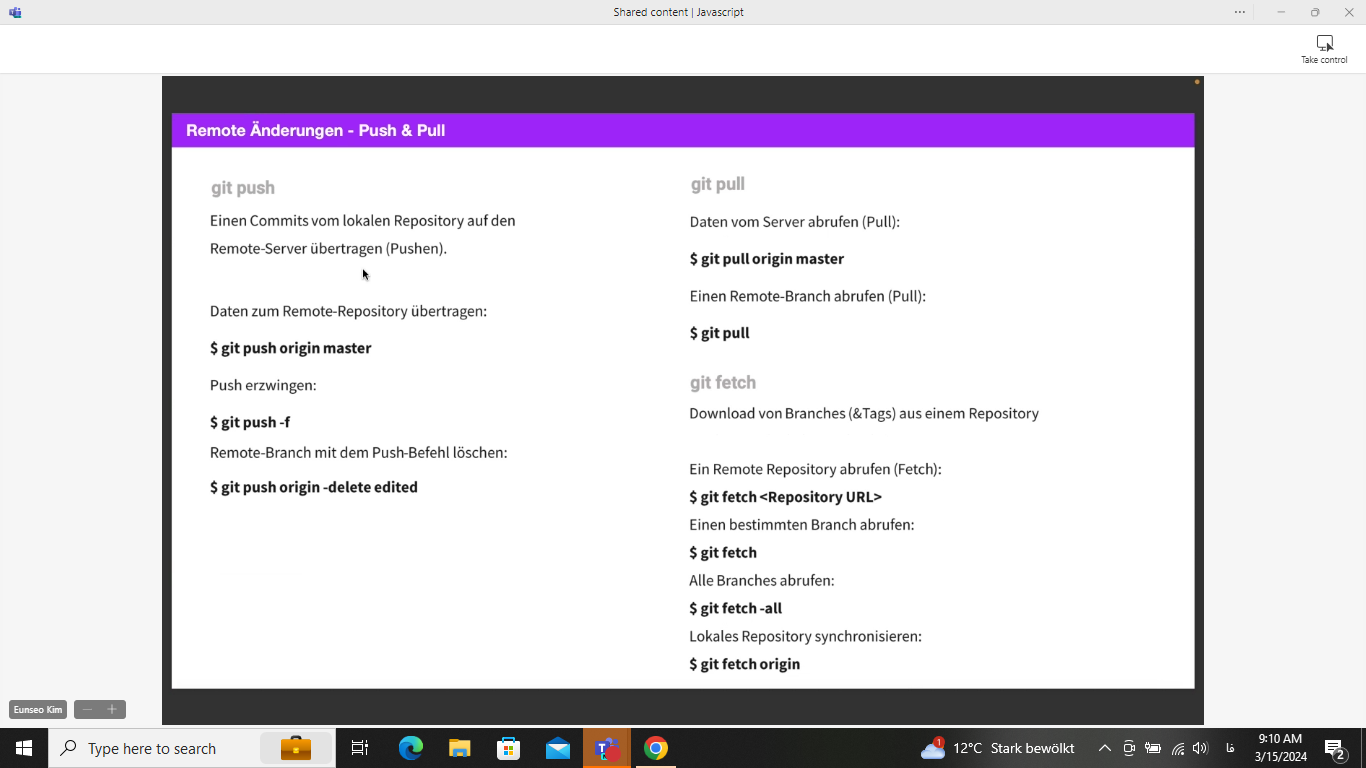 Shared content | Javascript
Take control
Remote Änderungen - Push & Pull
git push
Einen Commits vom lokalen Repository auf den
Remote-Server übertragen (Pushen).
Daten zum Remote-Repository übertragen:
$ git push origin master
Push erzwingen:
$ git push -f
Remote-Branch mit dem Push-Befehl löschen:
$ git push origin -delete edited
git pull
Daten vom Server abrufen (Pull):
$ git pull origin master
Einen Remote-Branch abrufen (Pull):
$ git pull
git fetch
Download von Branches (&Tags) aus einem Repository
Ein Remote Repository abrufen (Fetch):
$ git fetch <Repository URL>
Einen bestimmten Branch abrufen:
$ git fetch
Alle Branches abrufen:
$ git fetch -all
Lokales Repository synchronisieren:
$ git fetch origin
Eunseo Kim
Type here to search
1
12°C Stark bewölkt
فا
9:10 AM
3/15/2024
2